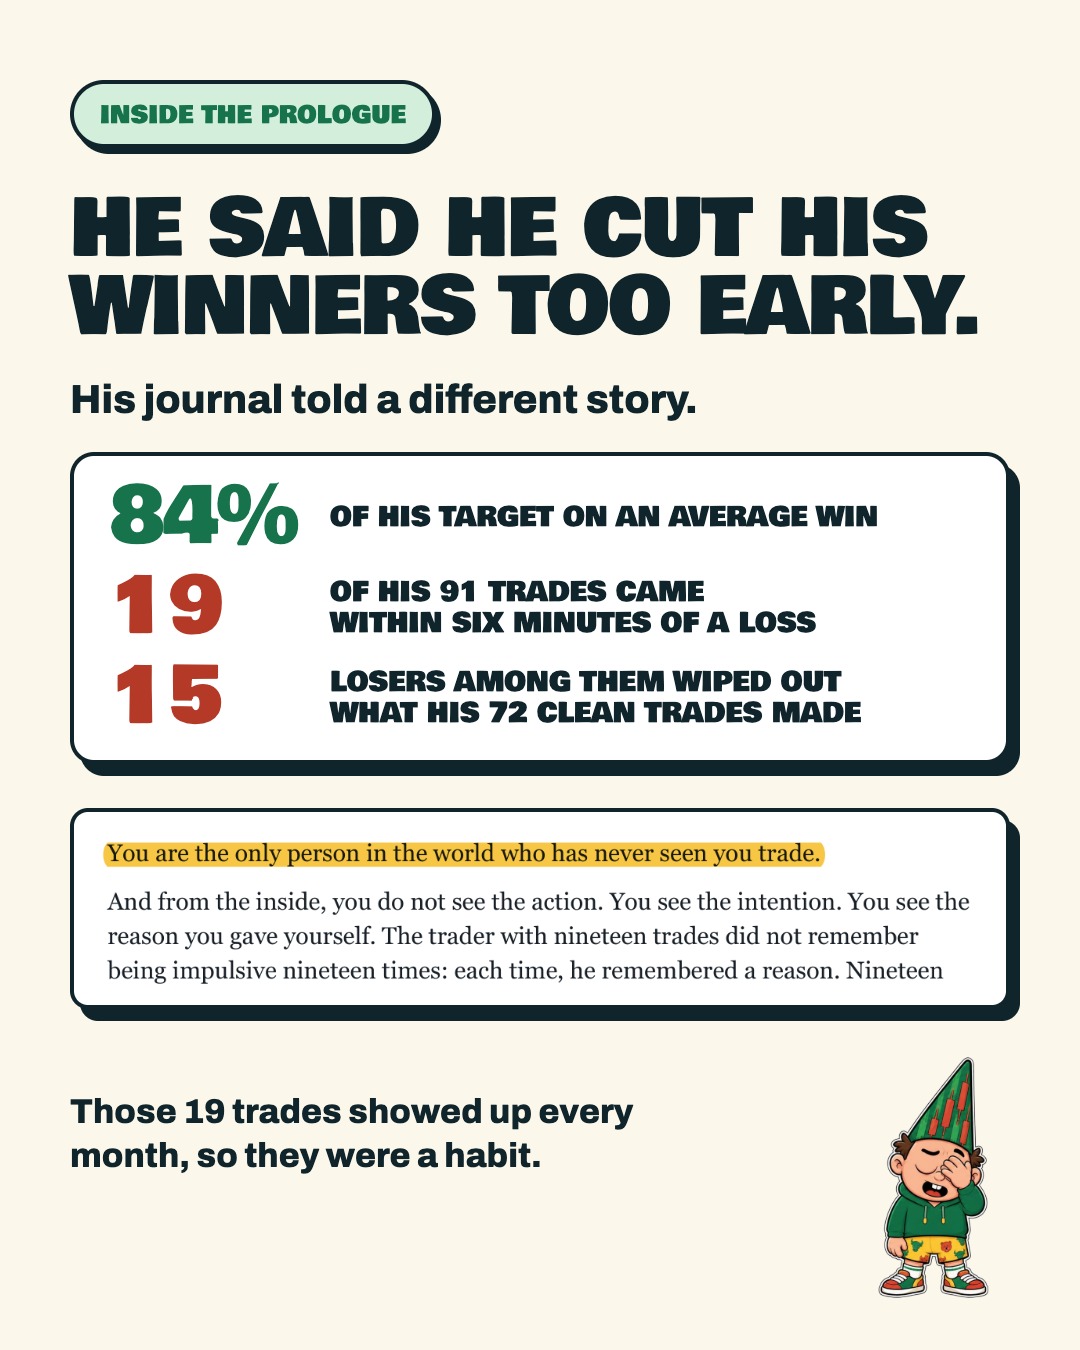 INSIDE THE PROLOGUE
HE SAID HE CUT HIS
WINNERS TOO EARLY.
His journal told a different story.
84% OF HIS TARGET ON AN AVERAGE WIN
19 OF HIS 91 TRADES CAME
WITHIN SIX MINUTES OF A LOSS
15 LOSERS AMONG THEM WIPED OUT
WHAT HIS 72 CLEAN TRADES MADE
You are the only person in the world who has never seen you trade.
And from the inside, you do not see the action. You see the intention. You see the
reason you gave yourself. The trader with nineteen trades did not remember
being impulsive nineteen times: each time, he remembered a reason. Nineteen
Those 19 trades showed up every
month, so they were a habit.